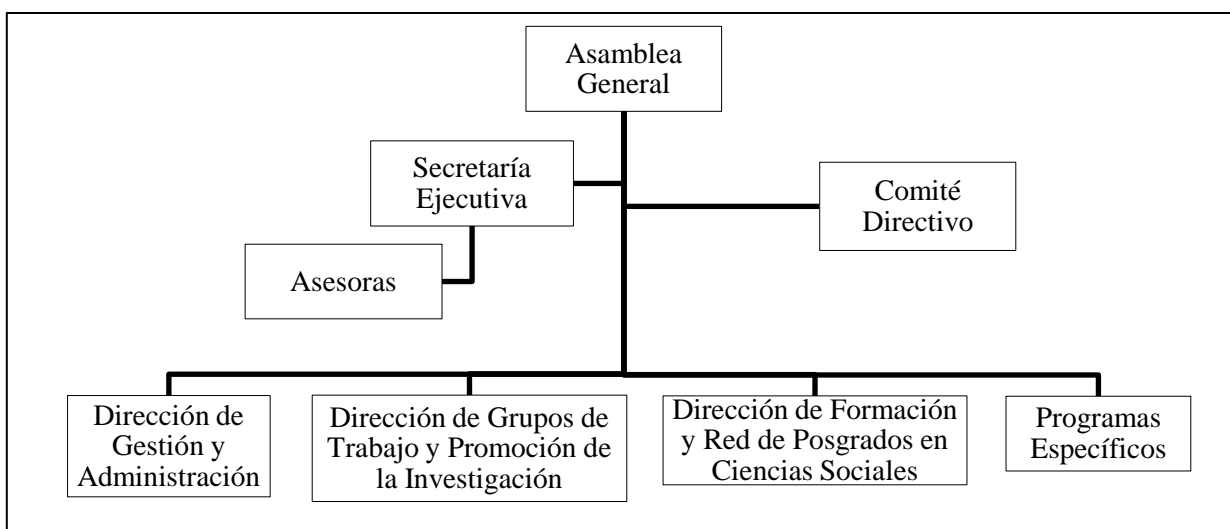 Asamblea
General
Secretaría
Ejecutiva
Comité
Directivo
Asesoras
Dirección de
Gestión y
Administración
Dirección de Grupos de
Trabajo y Promoción de
la Investigación
Dirección de Formación
y Red de Posgrados en
Ciencias Sociales
Programas
Específicos